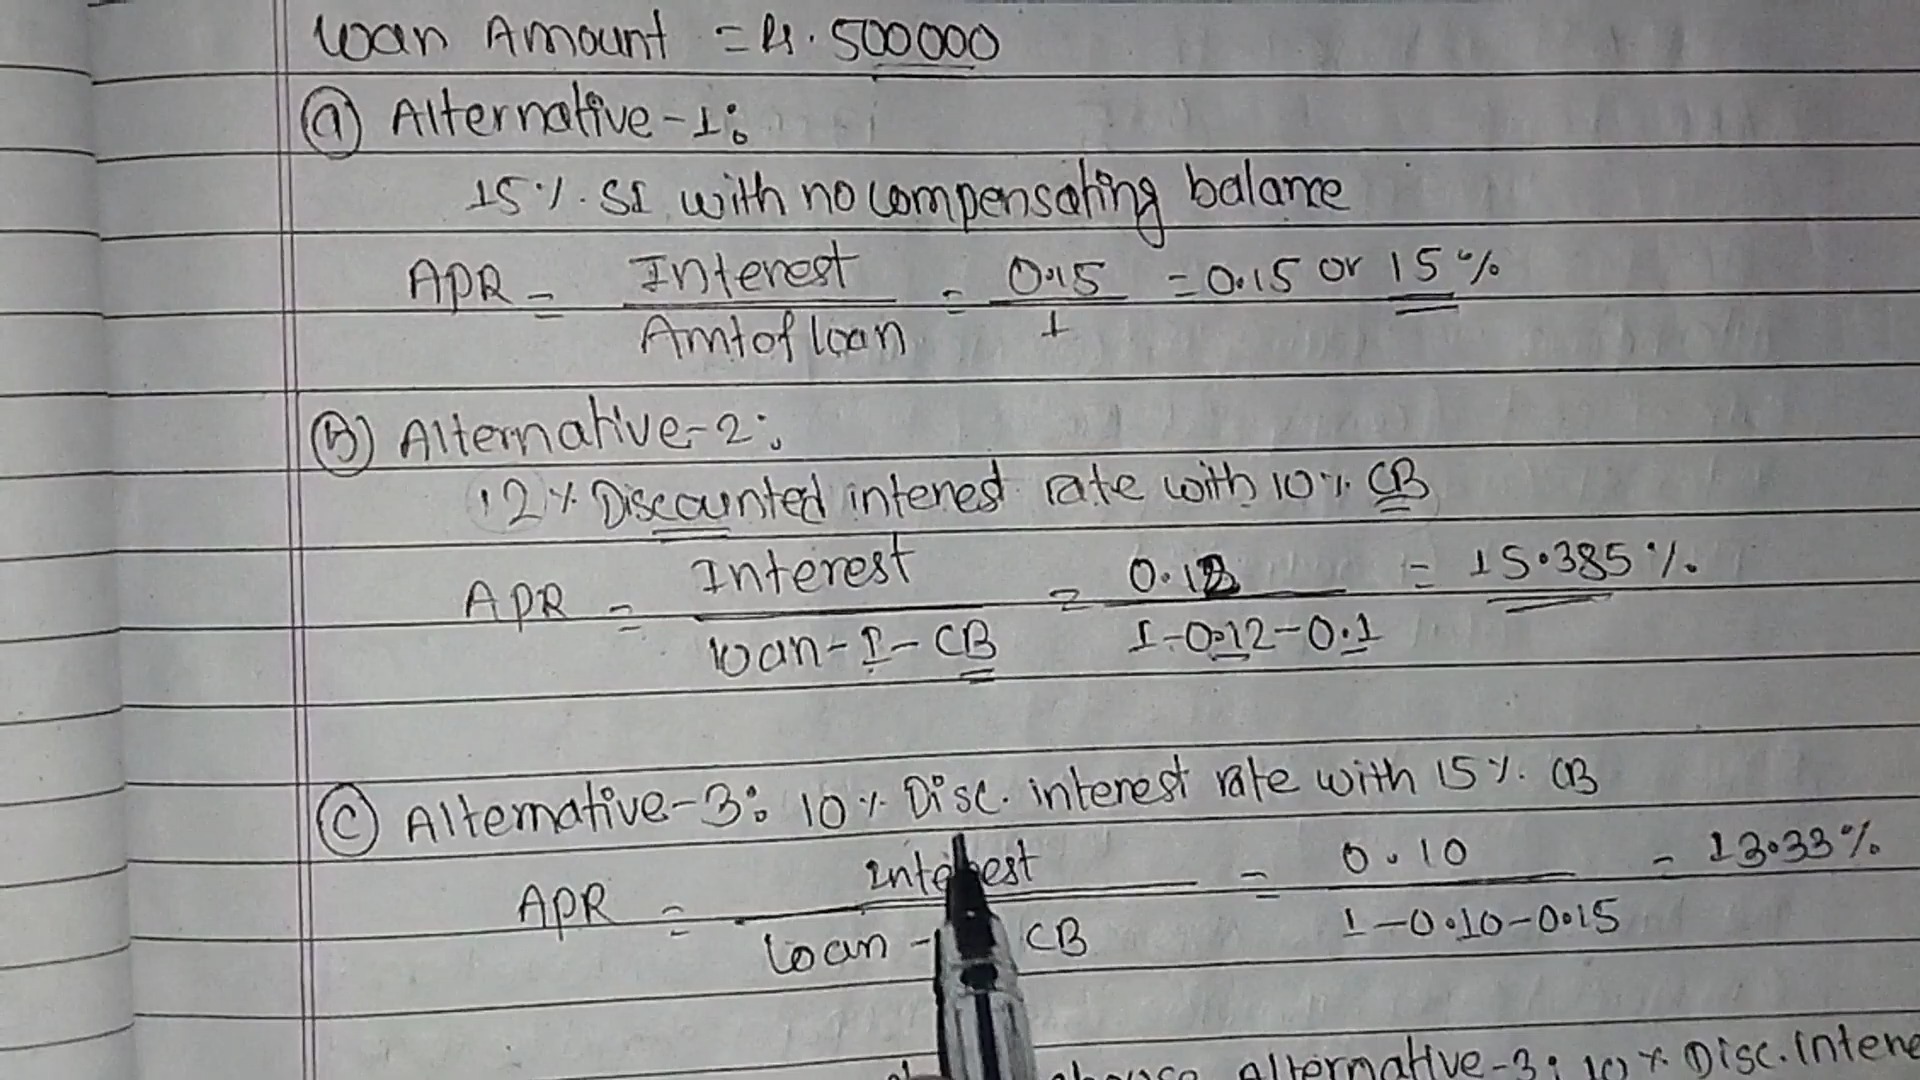 Loan Amount = Rs. 500000
(a) Alternative-1:
15% SI with no compensating balance
APR = Interest / Amt of loan = 0.15 / 1 = 0.15 or 15%
(B) Alternative-2:
12% Discounted interest rate with 10% CB
APR = Interest / loan - I - CB = 0.12 / 1-0.12-0.1 = 15.385%
(C) Alternative-3: 10% Disc. interest rate with 15% CB
APR = Interest / Loan - CB = 0.10 / 1-0.10-0.15 = 13.33%
Alternative-3: 10% Disc.